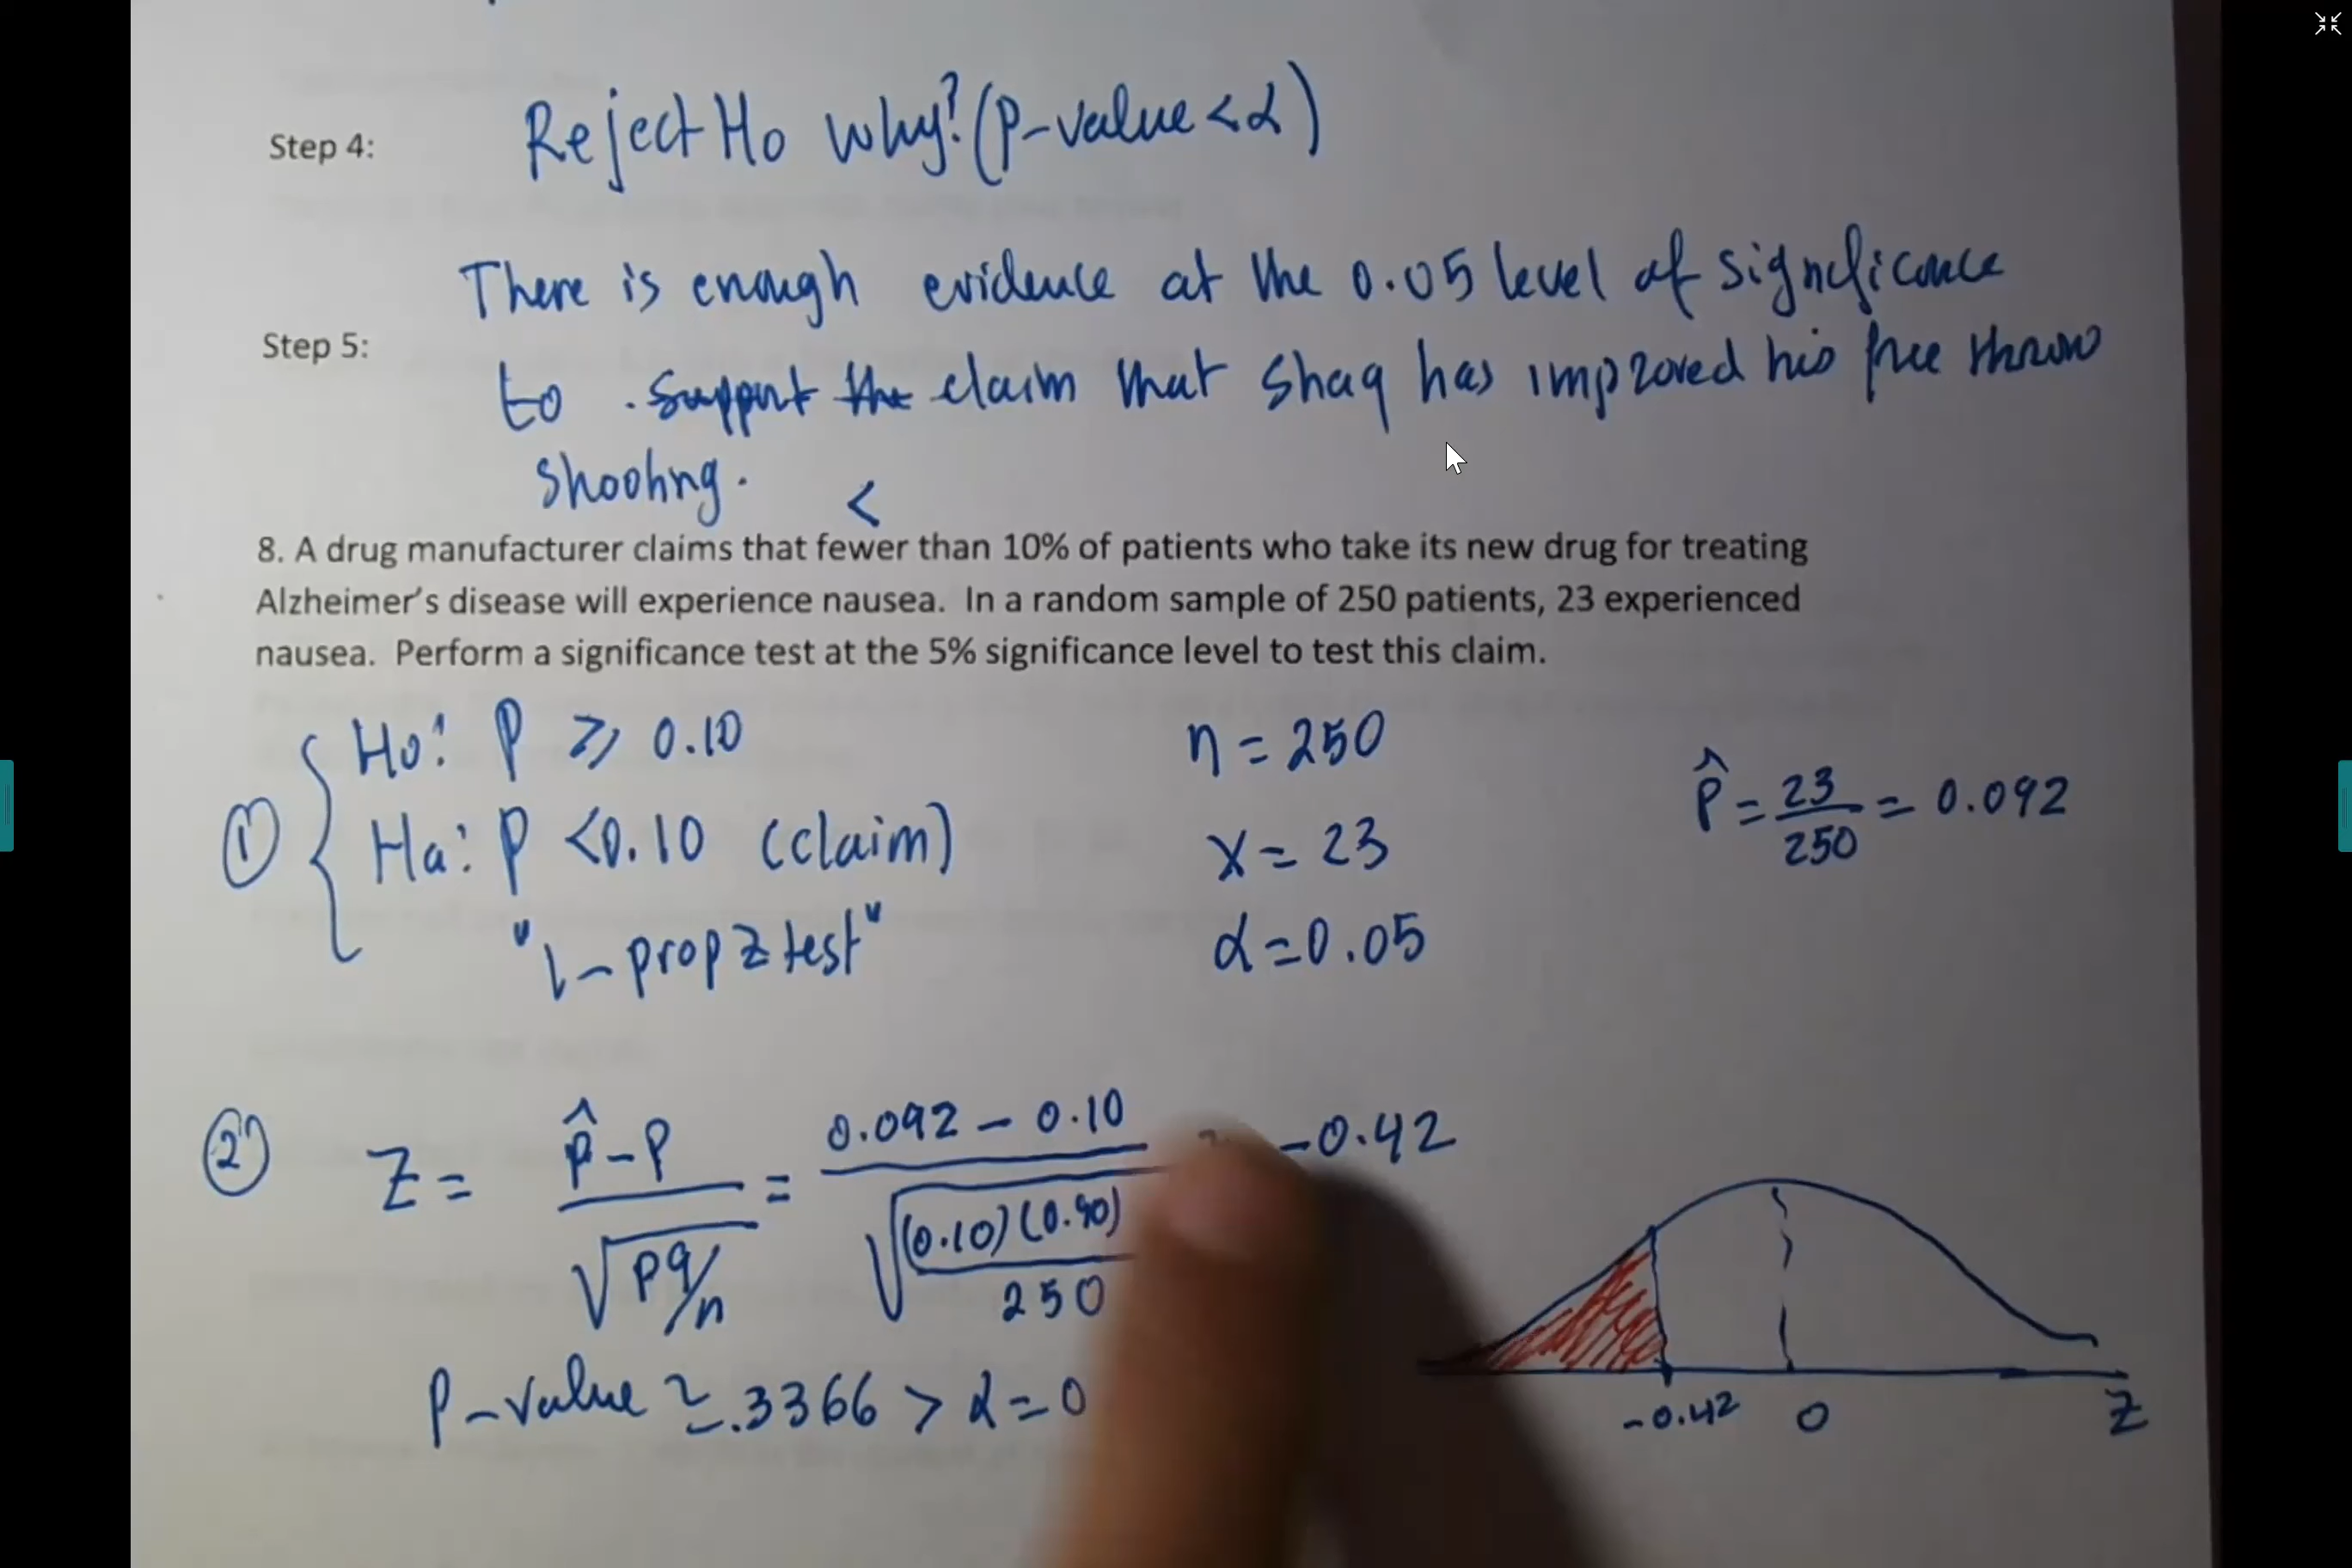 Step 4:
Reject Ho Why? (P-value < α)
There is enough evidence at the 0.05 level of significance
Step 5:
to . support the claim that Shaq has improved his free throw
shooting.
<
8. A drug manufacturer claims that fewer than 10% of patients who take its new drug for treating
Alzheimer's disease will experience nausea. In a random sample of 250 patients, 23 experienced
nausea. Perform a significance test at the 5% significance level to test this claim.
① Ho: P ≥ 0.10
Ha: P < 0.10 (claim)
"1-prop z test"
n = 250
x = 23
α = 0.05
p̂ = 23/250 = 0.092
② Z = (p̂ - P)/√(pq/n) = (0.092 - 0.10)/√((0.10)(0.90)/250) -0.42
P-value ≃ .3366 > α = 0
-0.42 0 Z